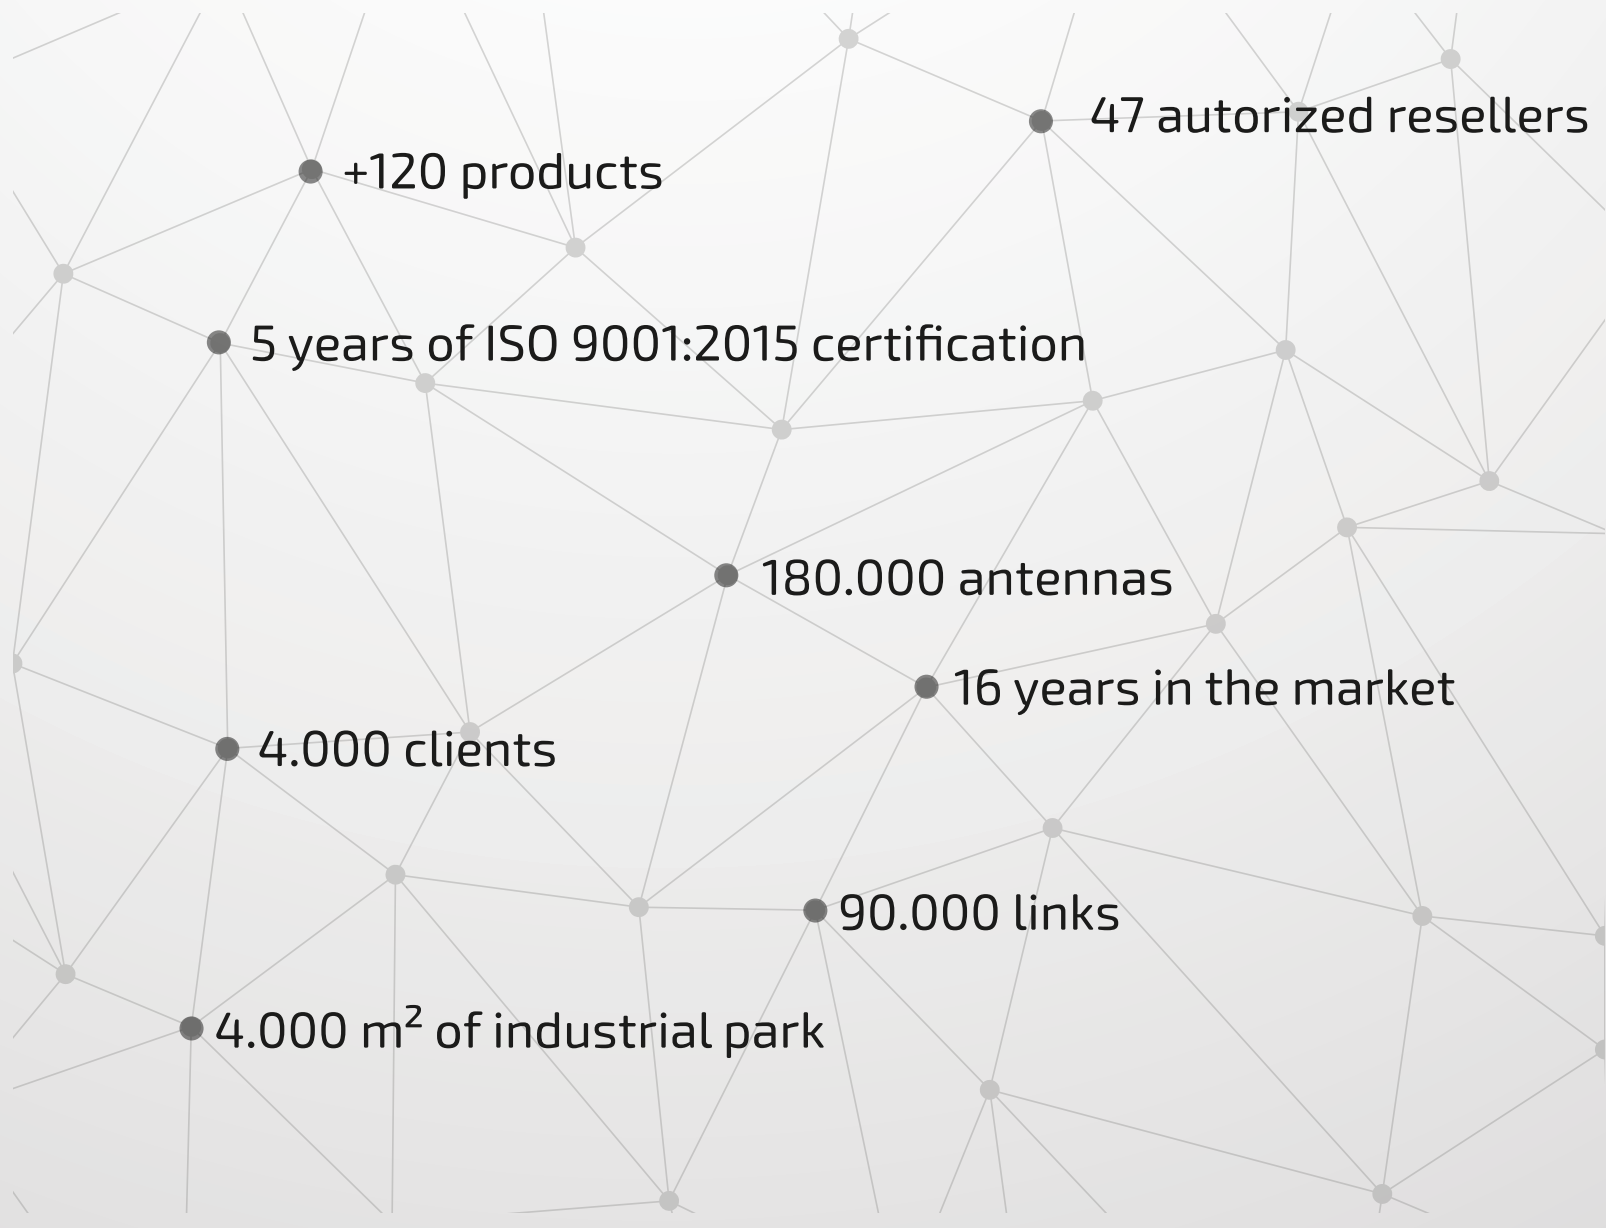 47 autorized resellers
+120 products
5 years of ISO 9001:2015 certification
180.000 antennas
16 years in the market
4.000 clients
90.000 links
4.000 m² of industrial park